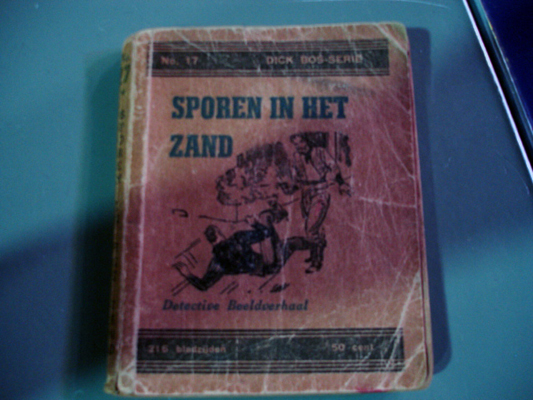 No. 17 DICK BOS-SERIE
SPOREN IN HET
ZAND
Detective Beeldverhaal
216 bladzijden 50 cent